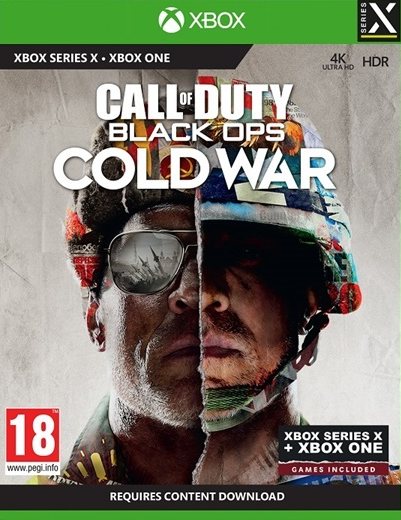 XBOX
SERIES X
XBOX SERIES X • XBOX ONE
4K
ULTRA HD
HDR
CALL OF DUTY
BLACK OPS
COLD WAR
18
www.pegi.info
XBOX SERIES X
+ XBOX ONE
GAMES INCLUDED
REQUIRES CONTENT DOWNLOAD